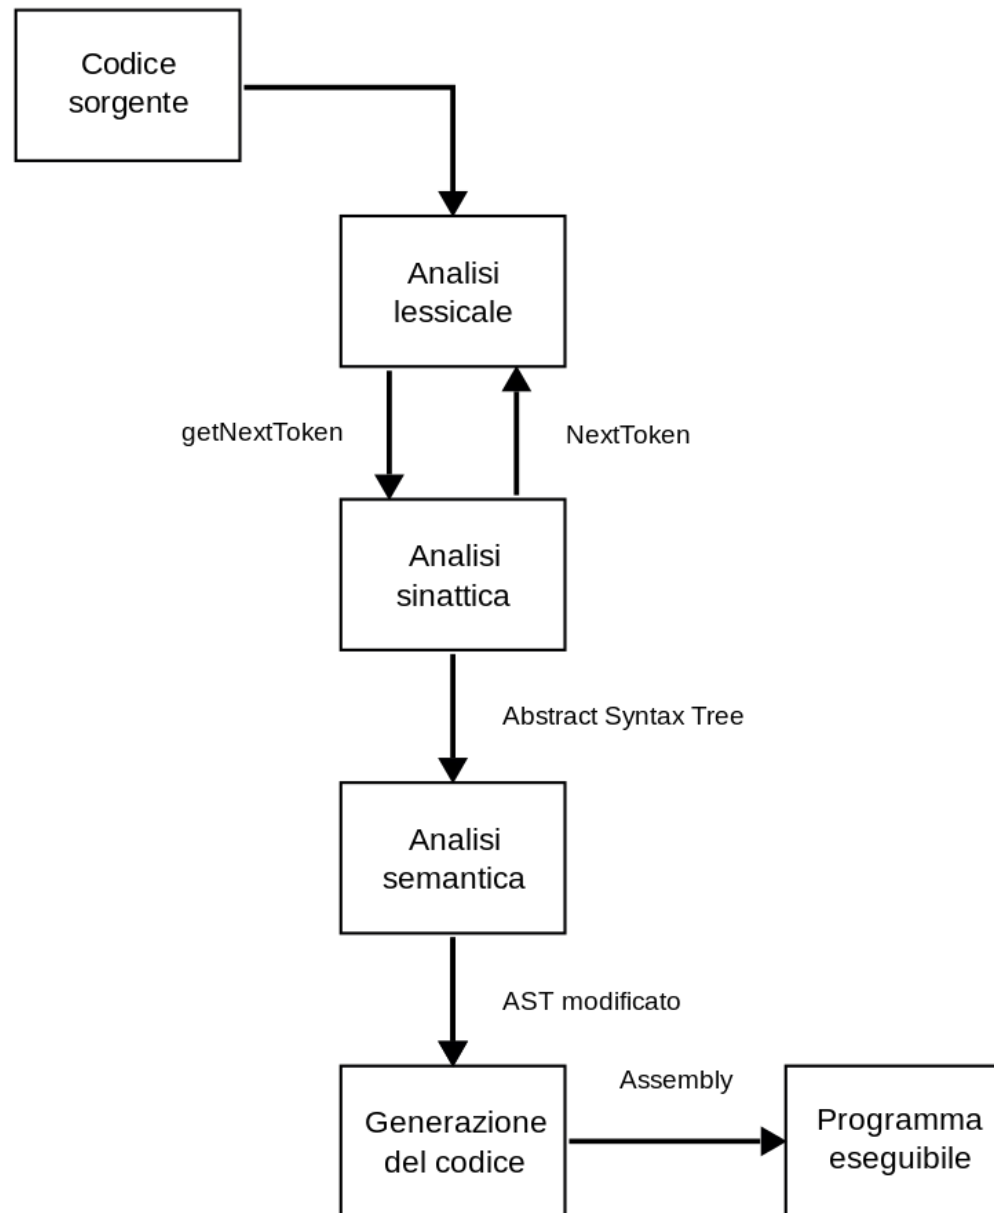 Codice
sorgente
Analisi
lessicale
getNextToken
NextToken
Analisi
sinattica
Abstract Syntax Tree
Analisi
semantica
AST modificato
Generazione
del codice
Assembly
Programma
eseguibile